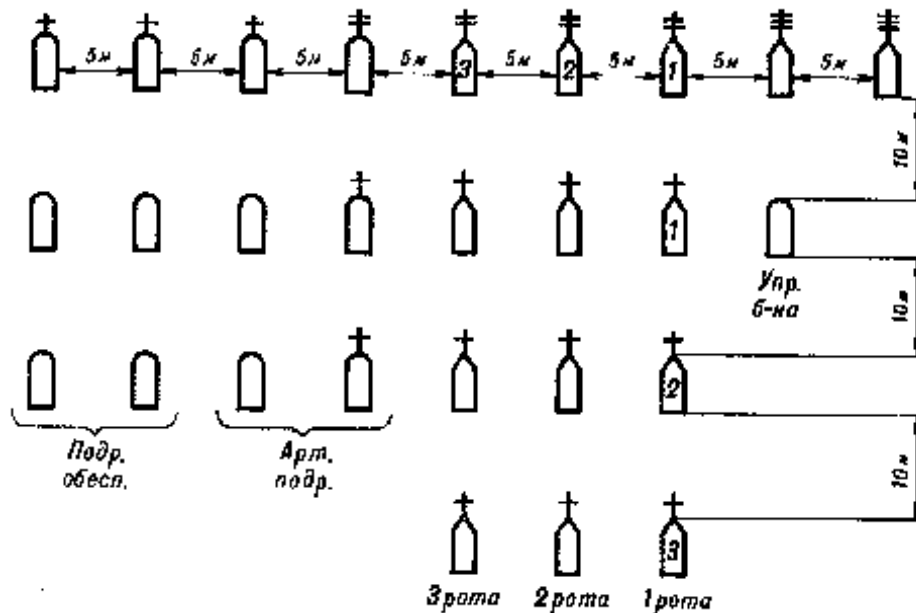 5м 5м 5м 5м 5м 5м 5м 5м
3 2 1
10м
1
Упр.
б-на
10м
2
Подр.
обесп.
Арт.
подр.
10м
3
3 рота 2 рота 1 рота